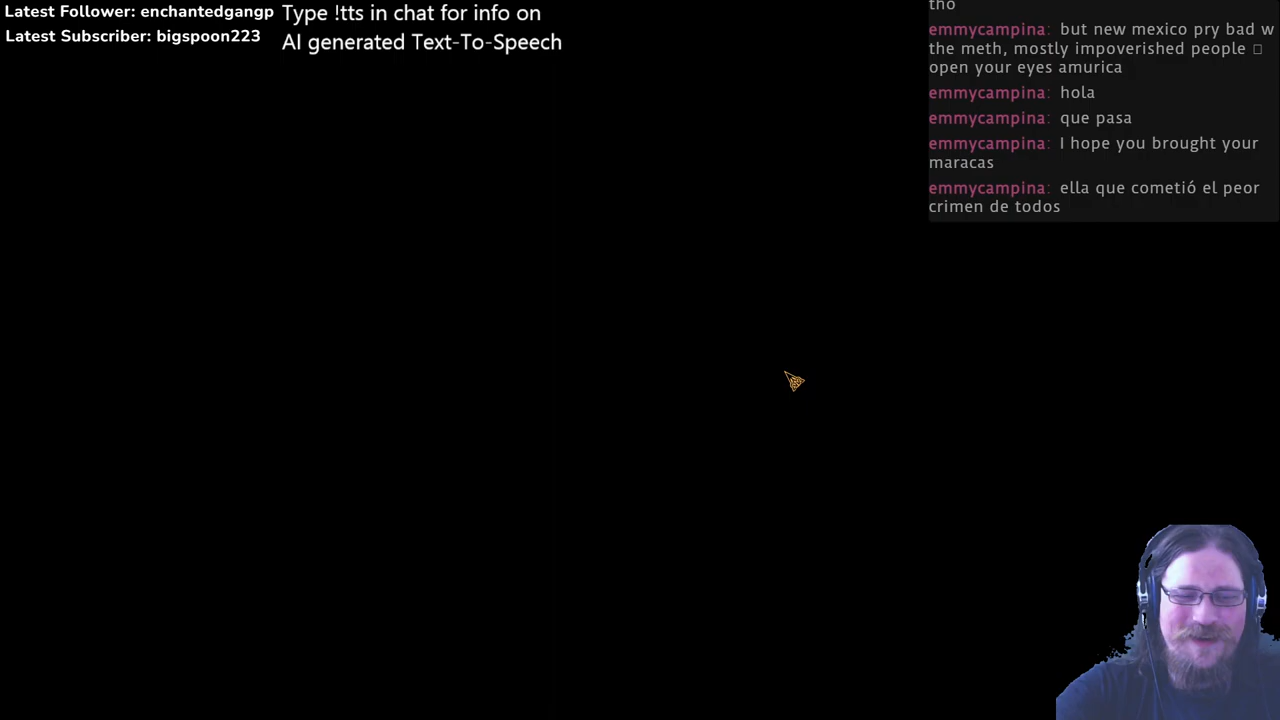 Latest Follower: enchantedgangp
Latest Subscriber: bigspoon223
Type !tts in chat for info on
AI generated Text-To-Speech
tho
emmycampina: but new mexico pry bad w
the meth, mostly impoverished people
open your eyes amurica
emmycampina: hola
emmycampina: que pasa
emmycampina: I hope you brought your
maracas
emmycampina: ella que cometió el peor
crimen de todos